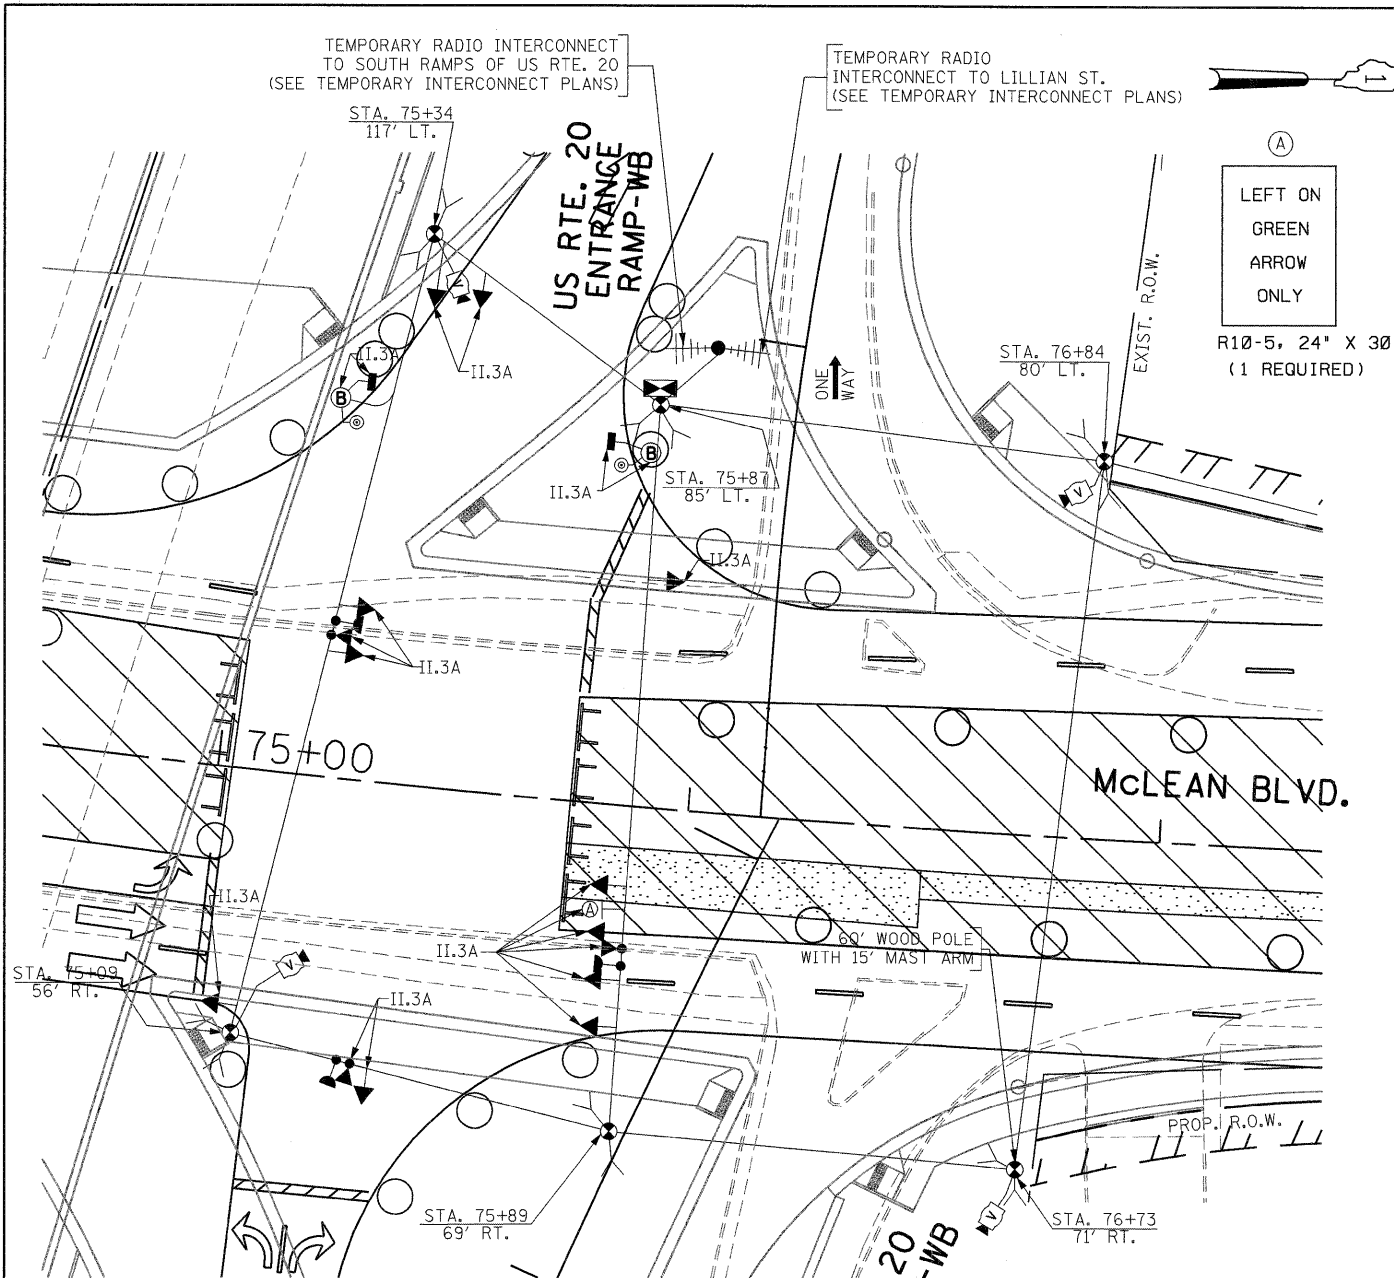 TEMPORARY RADIO INTERCONNECT
TO SOUTH RAMPS OF US RTE. 20
(SEE TEMPORARY INTERCONNECT PLANS)
TEMPORARY RADIO
INTERCONNECT TO LILLIAN ST.
(SEE TEMPORARY INTERCONNECT PLANS)
1
STA. 75+34
117' LT.
US RTE. 20
ENTRANCE
RAMP-WB
A
LEFT ON
GREEN
ARROW
ONLY
R10-5, 24" X 30
(1 REQUIRED)
EXIST. R.O.W.
V
II.3A
II.3A
B
ONE
WAY
STA. 76+84
80' LT.
B
II.3A
STA. 75+87
85' LT.
V
II.3A
II.3A
75+00
McLEAN BLVD.
II.3A
A
II.3A
60' WOOD POLE
WITH 15' MAST ARM
STA. 75+09
56' RT.
V
II.3A
PROP. R.O.W.
STA. 75+89
69' RT.
V
STA. 76+73
71' RT.
20
-WB